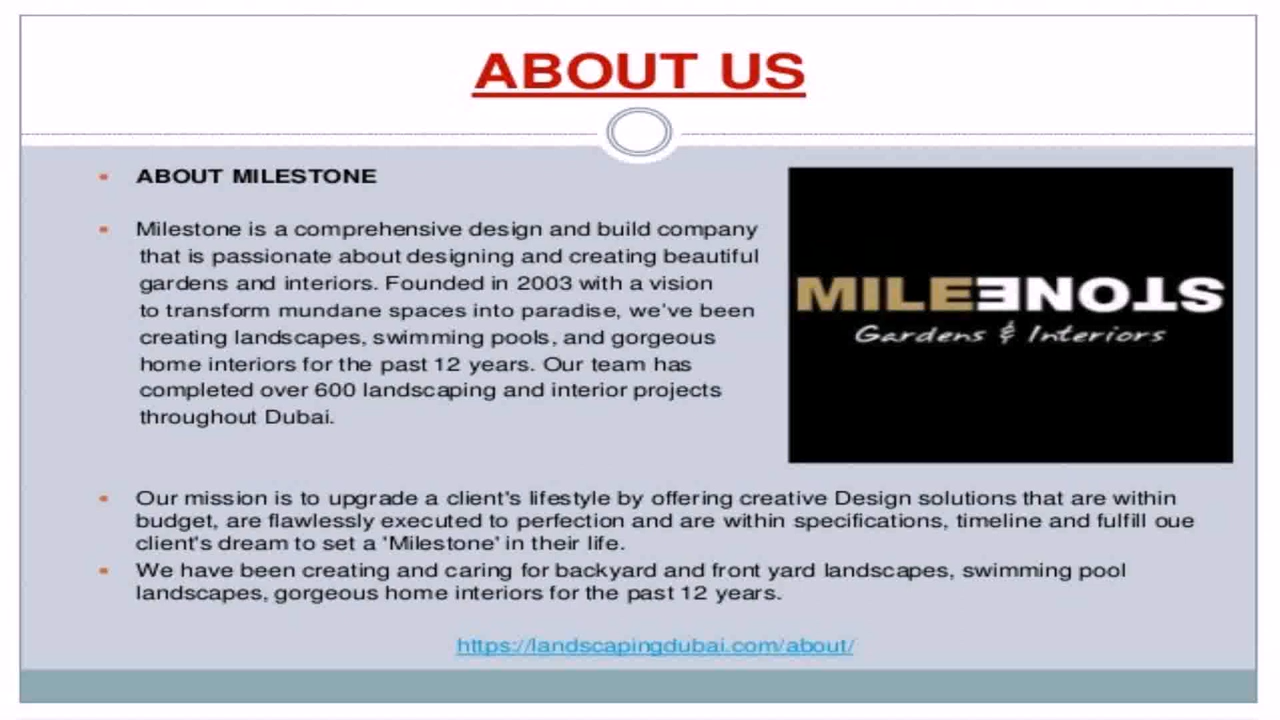 ABOUT US
ABOUT MILESTONE
Milestone is a comprehensive design and build company
that is passionate about designing and creating beautiful
gardens and interiors. Founded in 2003 with a vision
to transform mundane spaces into paradise, we've been
creating landscapes, swimming pools, and gorgeous
home interiors for the past 12 years. Our team has
completed over 600 landscaping and interior projects
throughout Dubai.
MILEƎNOTS
Gardens & Interiors
Our mission is to upgrade a client's lifestyle by offering creative Design solutions that are within
budget, are flawlessly executed to perfection and are within specifications, timeline and fulfill oue
client's dream to set a 'Milestone' in their life.
We have been creating and caring for backyard and front yard landscapes, swimming pool
landscapes, gorgeous home interiors for the past 12 years.
https://landscapingdubai.com/about/